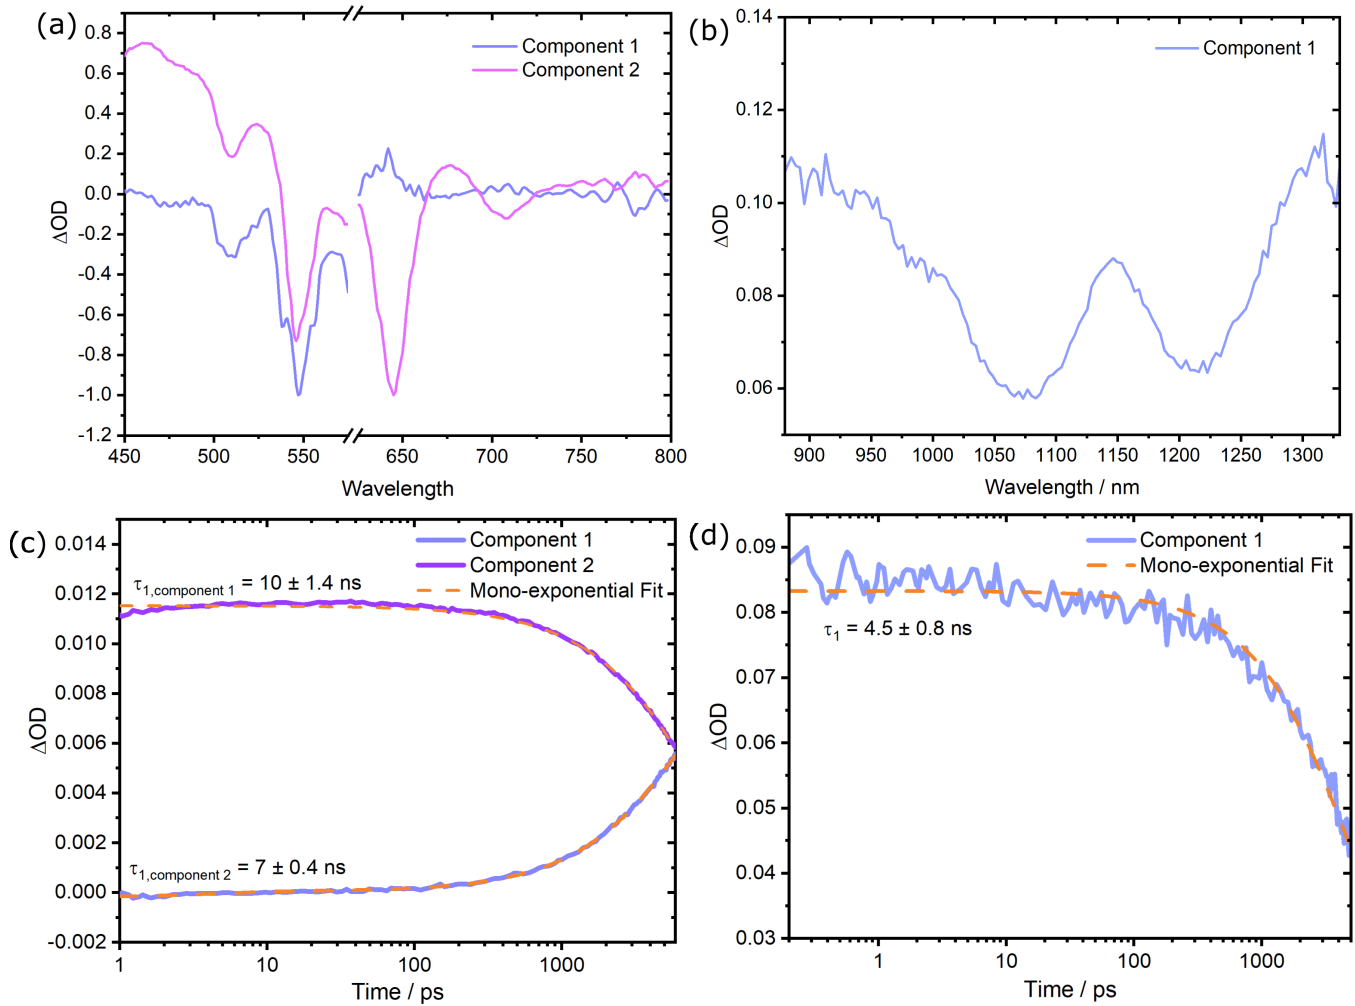 (a)
0.8
0.6
0.4
0.2
0.0
-0.2
-0.4
-0.6
-0.8
-1.0
-1.2
ΔOD
Component 1
Component 2
450 500 550 650 700 750 800
Wavelength
(b)
0.14
0.12
0.10
0.08
0.06
ΔOD
Component 1
900 950 1000 1050 1100 1150 1200 1250 1300
Wavelength / nm
(c)
0.014
0.012
0.010
0.008
0.006
0.004
0.002
0.000
-0.002
ΔOD
Component 1
Component 2
Mono-exponential Fit
τ1,component 1 = 10 ± 1.4 ns
τ1,component 2 = 7 ± 0.4 ns
1 10 100 1000
Time / ps
(d)
0.09
0.08
0.07
0.06
0.05
0.04
0.03
ΔOD
Component 1
Mono-exponential Fit
τ1 = 4.5 ± 0.8 ns
1 10 100 1000
Time / ps